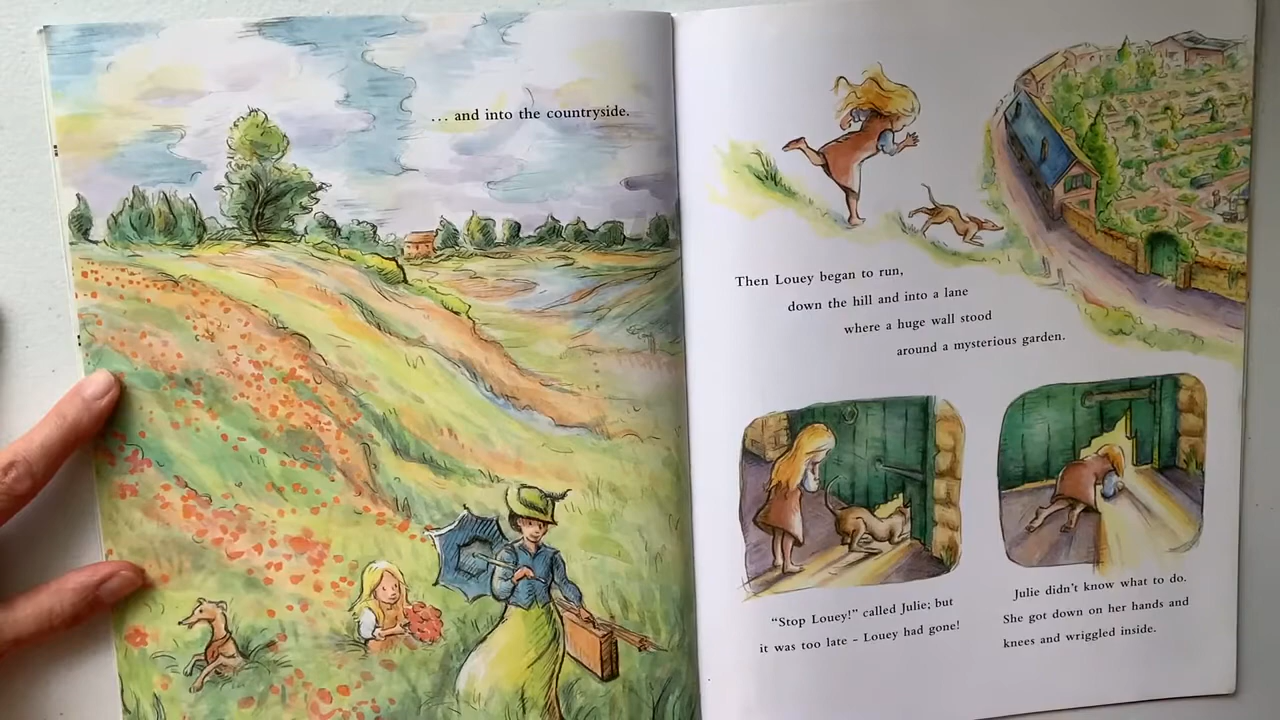 ... and into the countryside.
Then Louey began to run,
down the hill and into a lane
where a huge wall stood
around a mysterious garden.
"Stop Louey!" called Julie; but
it was too late – Louey had gone!
Julie didn't know what to do.
She got down on her hands and
knees and wriggled inside.